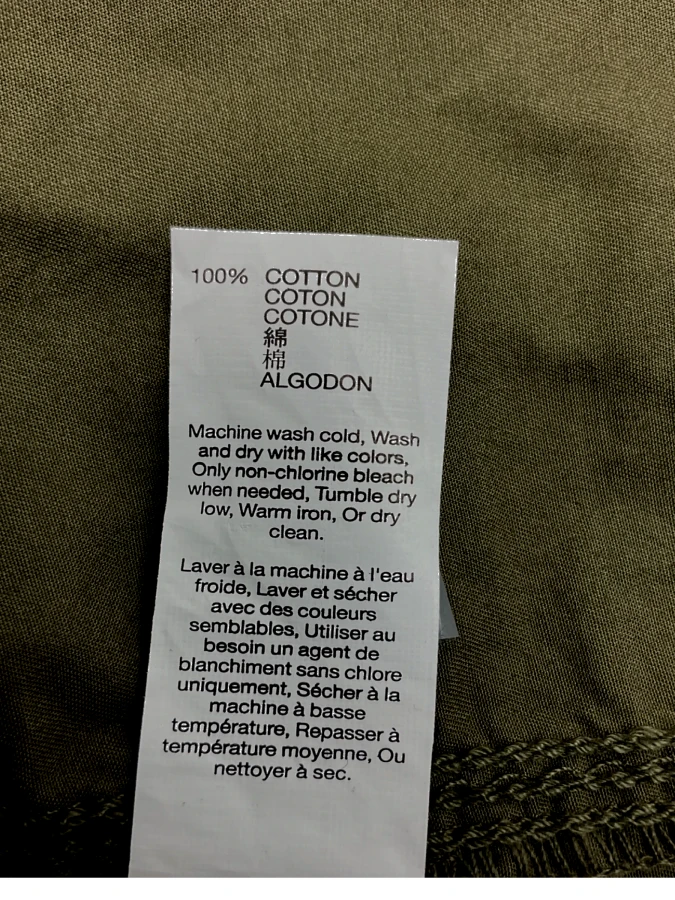 100% COTTON
COTON
COTONE
綿
棉
ALGODON
Machine wash cold, Wash
and dry with like colors,
Only non-chlorine bleach
when needed, Tumble dry
low, Warm iron, Or dry
clean.
Laver à la machine à l'eau
froide, Laver et sécher
avec des couleurs
semblables, Utiliser au
besoin un agent de
blanchiment sans chlore
uniquement, Sécher à la
machine à basse
température, Repasser à
température moyenne, Ou
nettoyer à sec.